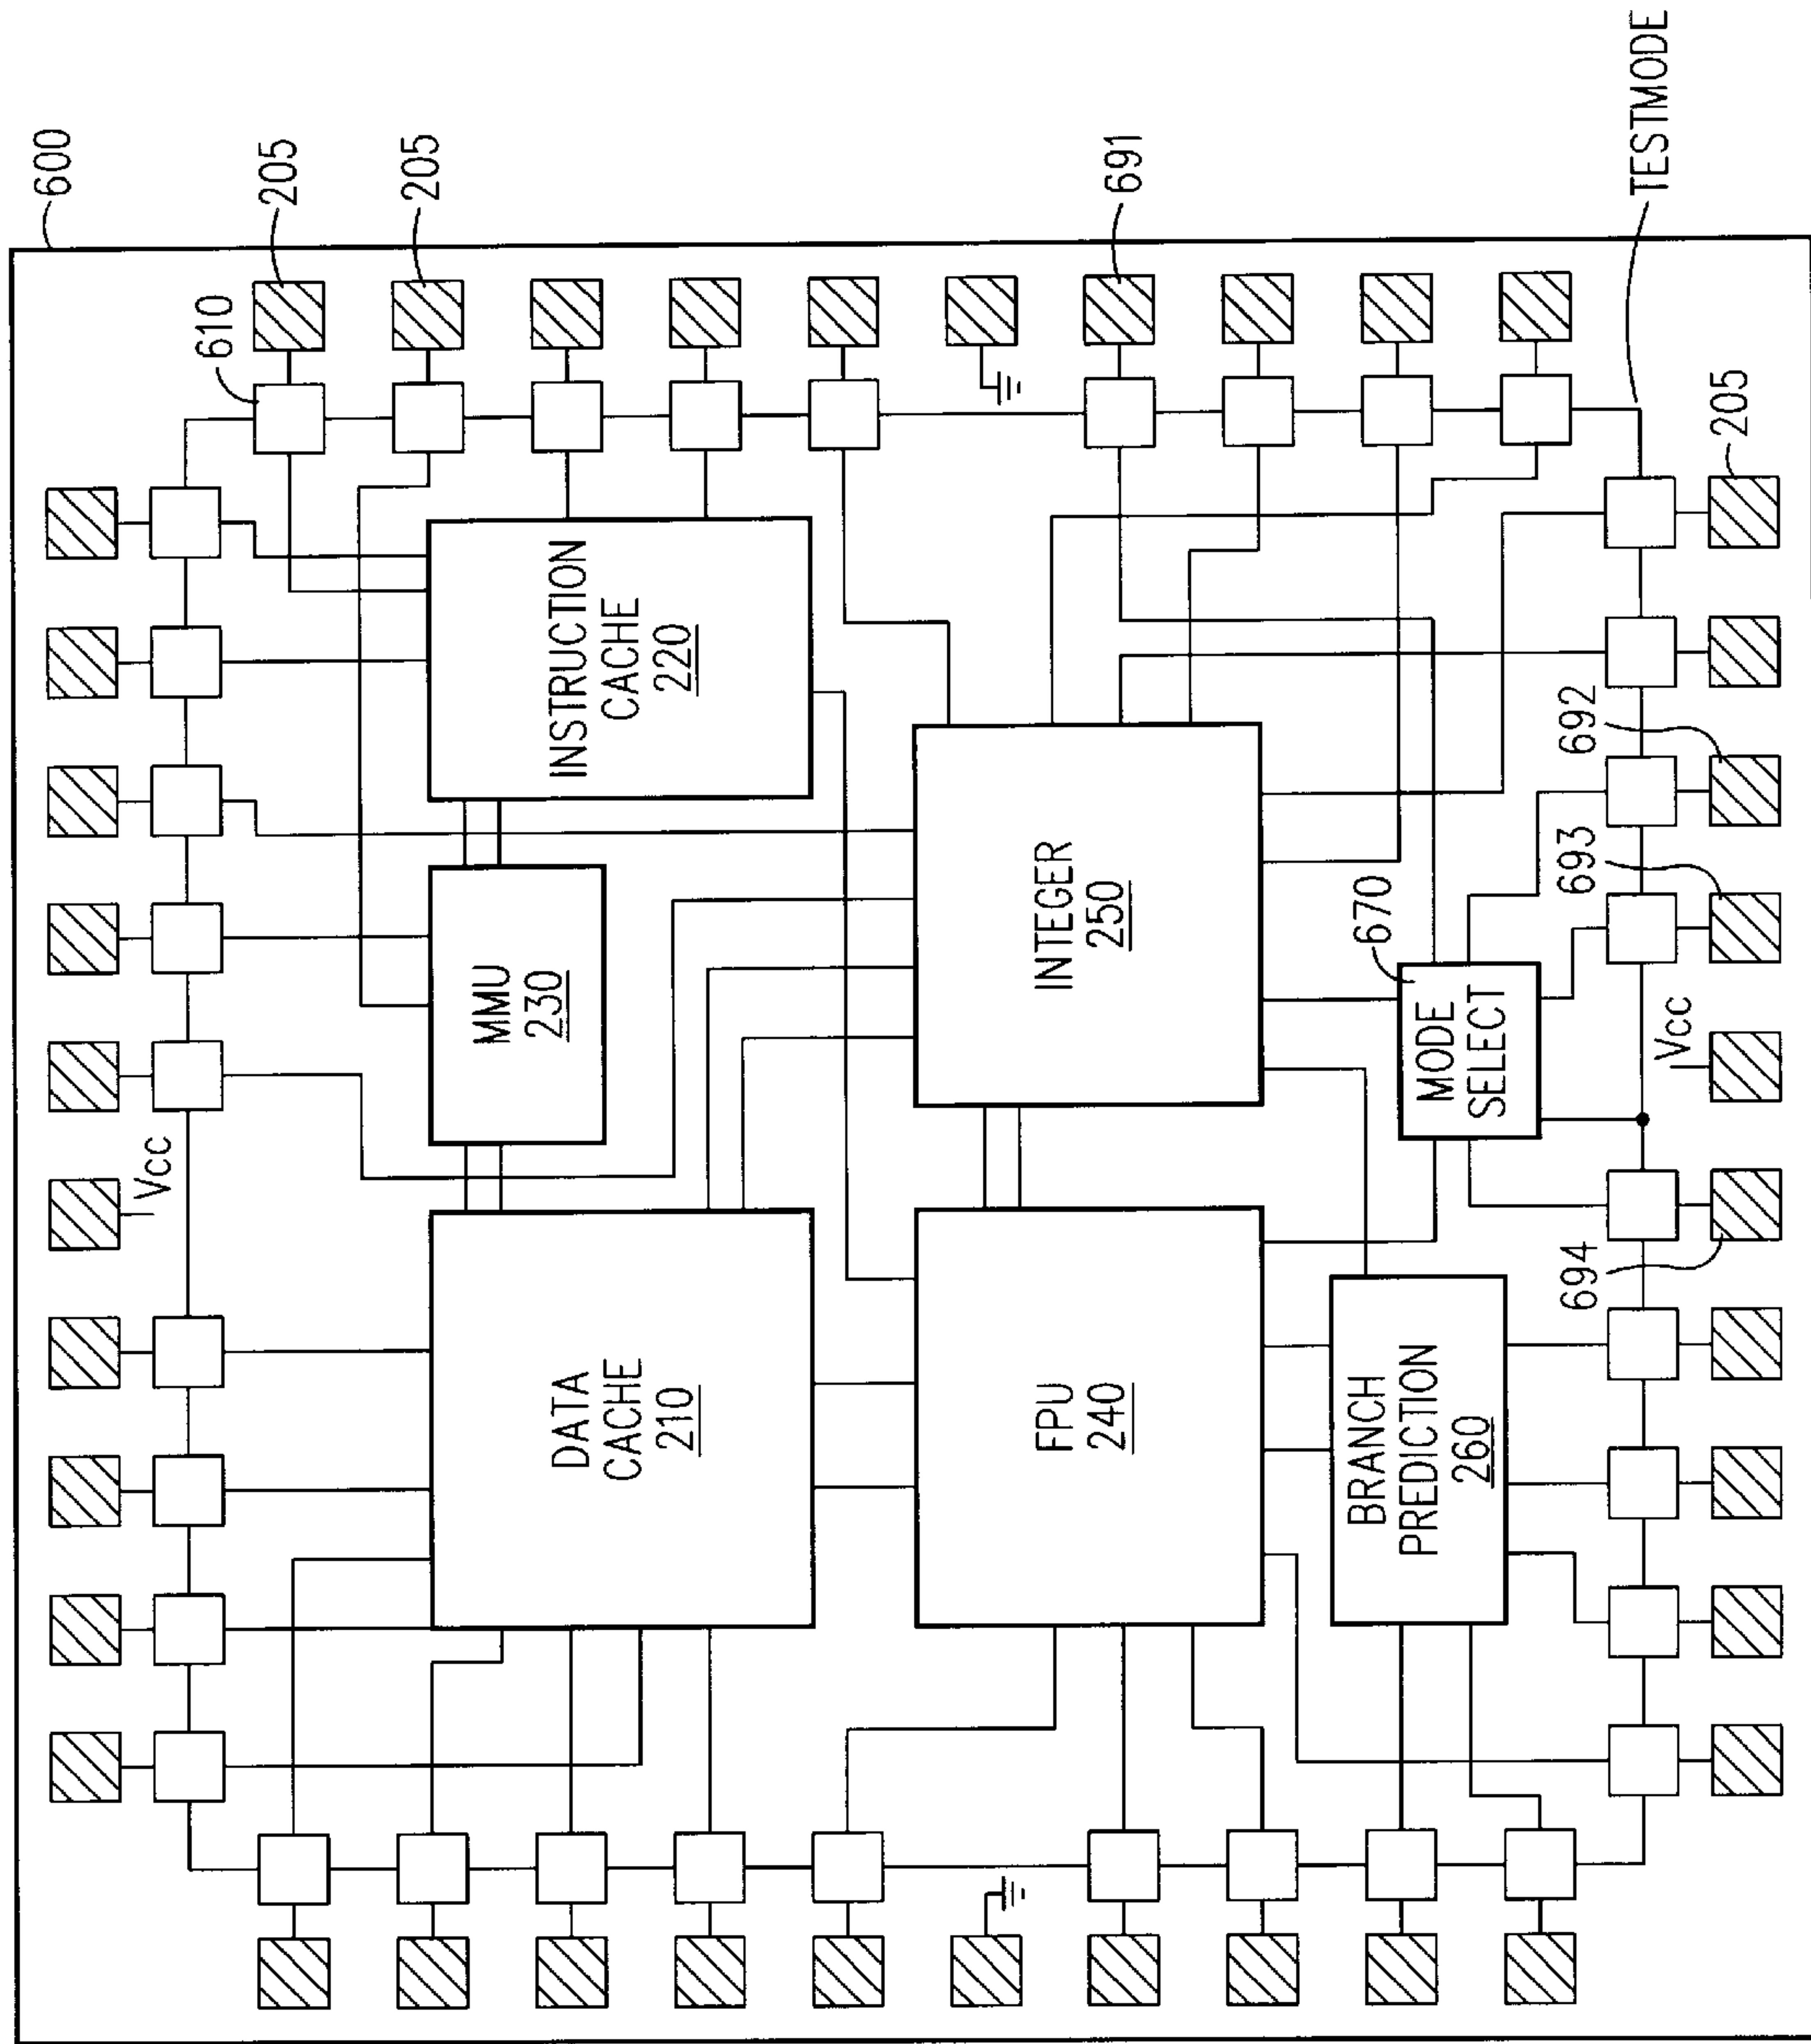 600
205
205
610
691
TESTMODE
205
692
693
670
694
Vcc
Vcc
INSTRUCTION
CACHE
220
MMU
230
DATA
CACHE
210
INTEGER
250
FPU
240
MODE
SELECT
BRANCH
PREDICTION
260